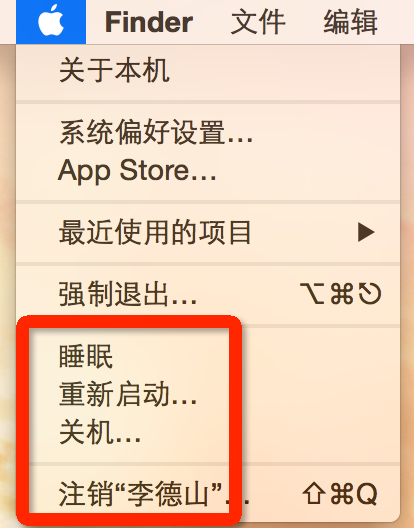 Finder 文件 编辑
关于本机
系统偏好设置…
App Store…
最近使用的项目 ▶
强制退出… ⌥⌘⎋
睡眠
重新启动…
关机…
注销“李德山”… ⇧⌘Q